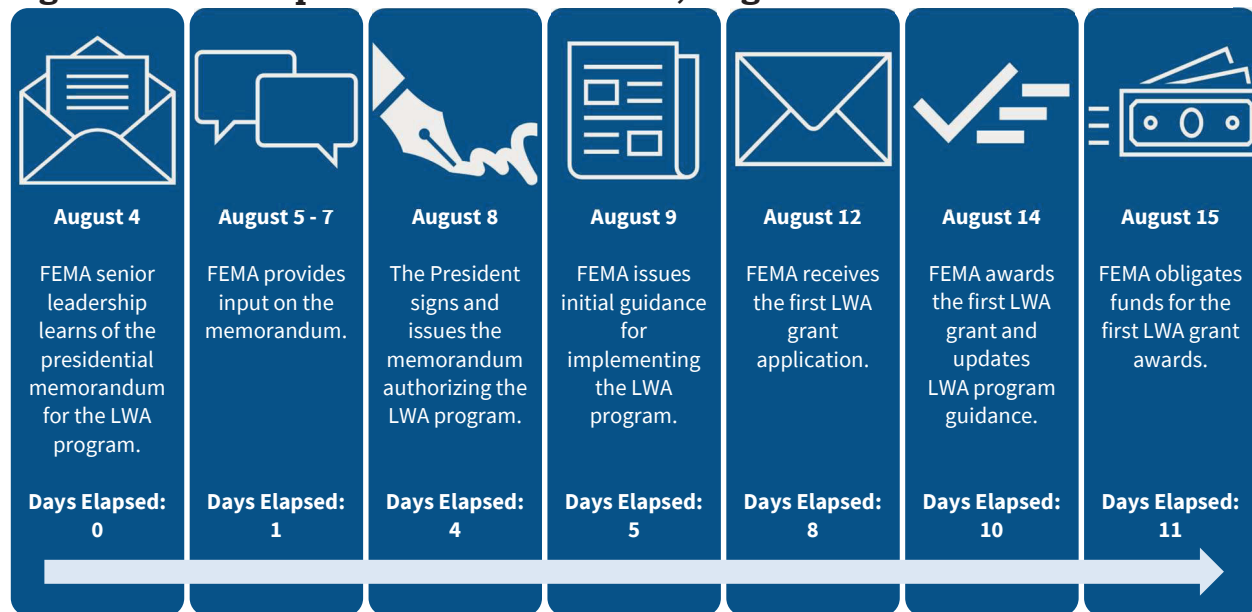 August 4
FEMA senior
leadership
learns of the
presidential
memorandum
for the LWA
program.
Days Elapsed:
0
August 5 - 7
FEMA provides
input on the
memorandum.
Days Elapsed:
1
August 8
The President
signs and
issues the
memorandum
authorizing the
LWA program.
Days Elapsed:
4
August 9
FEMA issues
initial guidance
for
implementing
the LWA
program.
Days Elapsed:
5
August 12
FEMA receives
the first LWA
grant
application.
Days Elapsed:
8
August 14
FEMA awards
the first LWA
grant and
updates
LWA program
guidance.
Days Elapsed:
10
August 15
FEMA obligates
funds for the
first LWA grant
awards.
Days Elapsed:
11